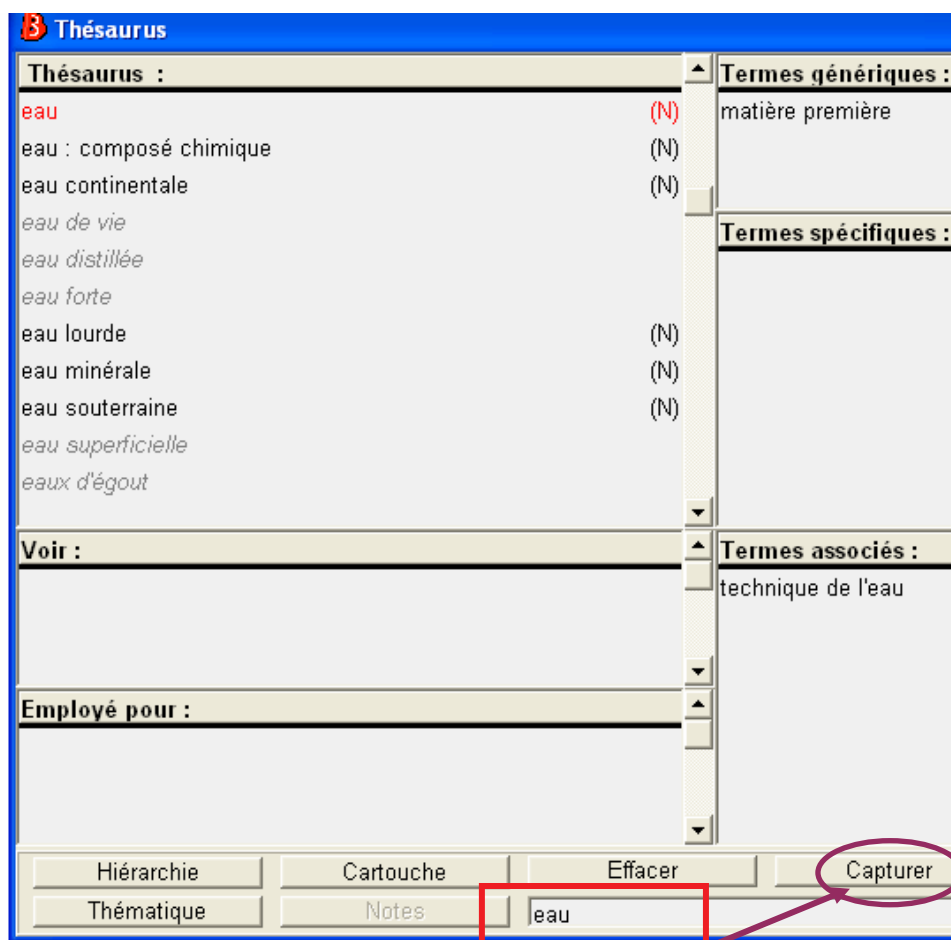 Thésaurus
Thésaurus :
eau (N)
eau : composé chimique (N)
eau continentale (N)
eau de vie
eau distillée
eau forte
eau lourde (N)
eau minérale (N)
eau souterraine (N)
eau superficielle
eaux d'égout
Termes génériques :
matière première
Termes spécifiques :
Voir :
Termes associés :
technique de l'eau
Employé pour :
Hiérarchie Cartouche Effacer Capturer
Thématique Notes eau